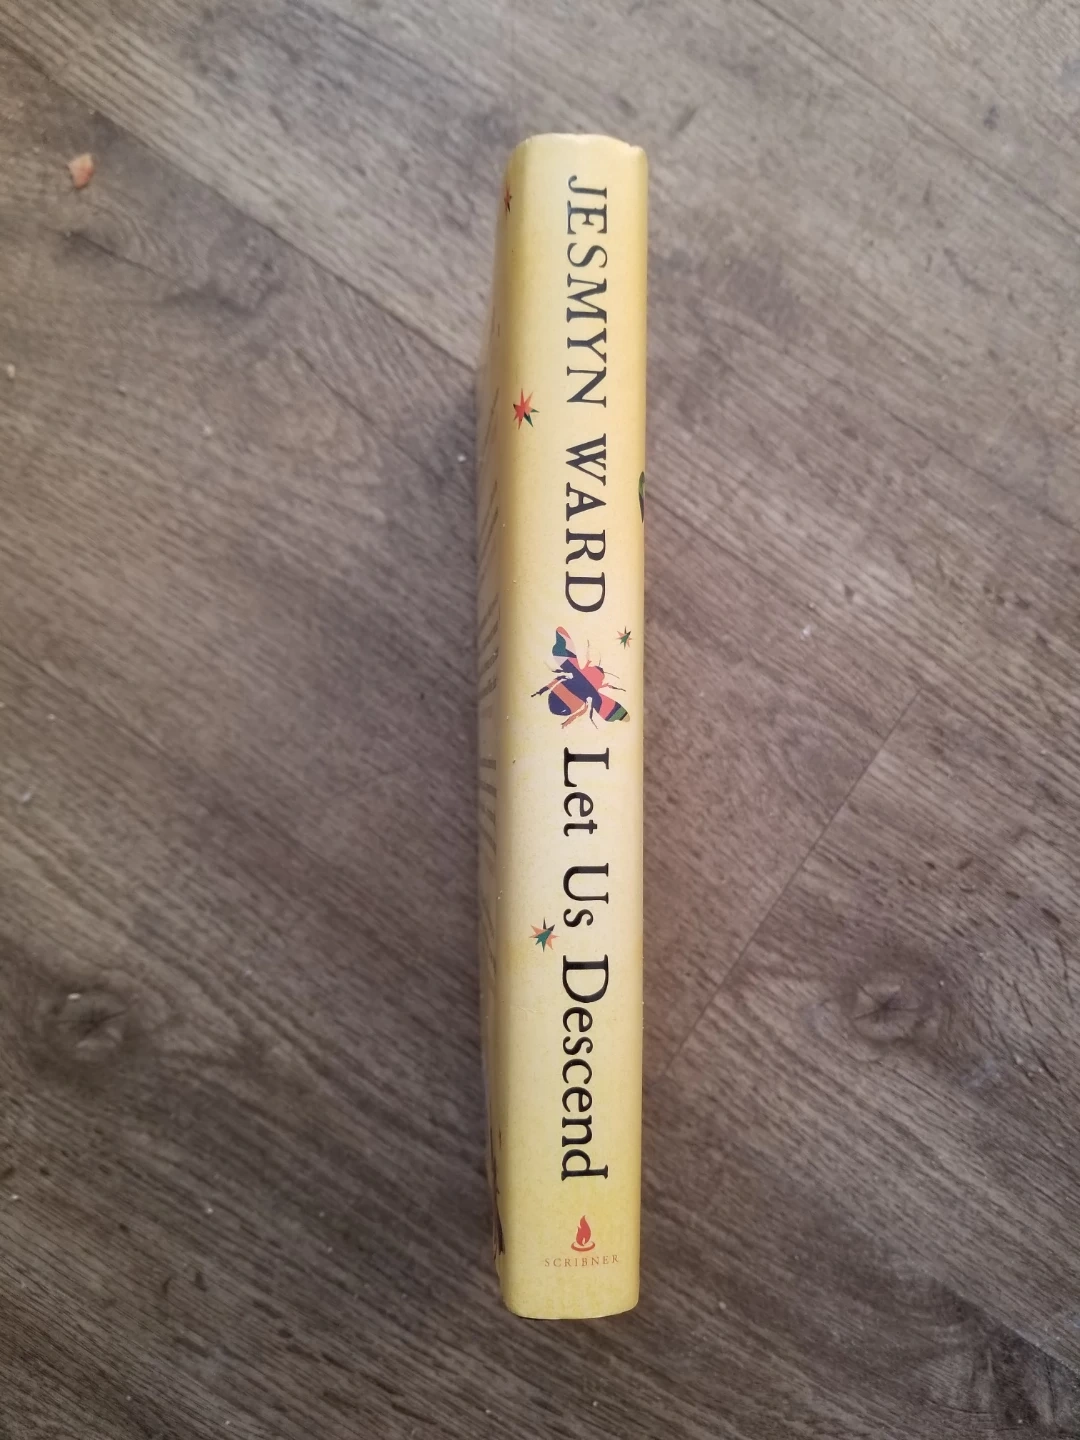 JESMYN WARD
Let Us Descend
SCRIBNER